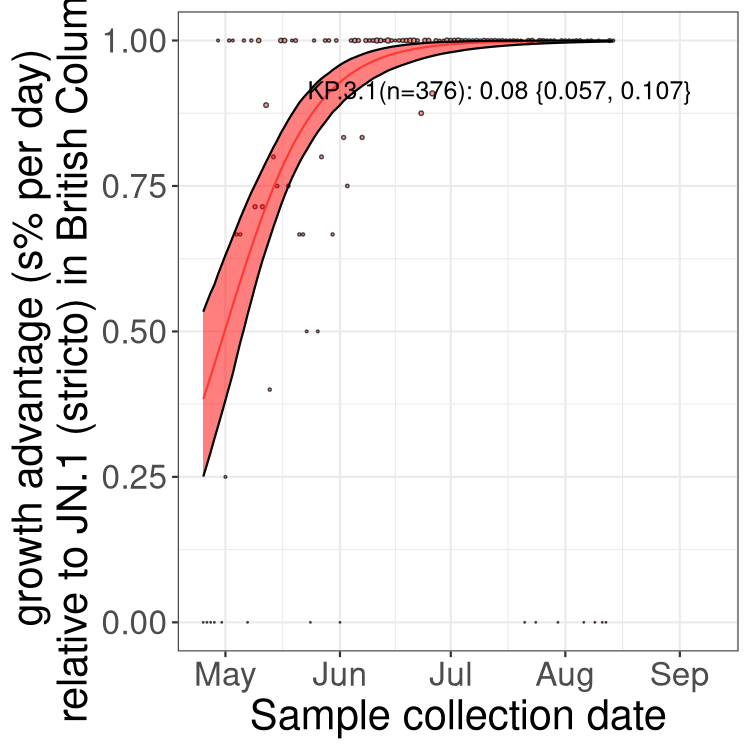 growth advantage (s% per day)
relative to JN.1 (stricto) in British Colum
1.00
0.75
0.50
0.25
0.00
KP.3.1(n=376): 0.08 {0.057, 0.107}
May Jun Jul Aug Sep
Sample collection date